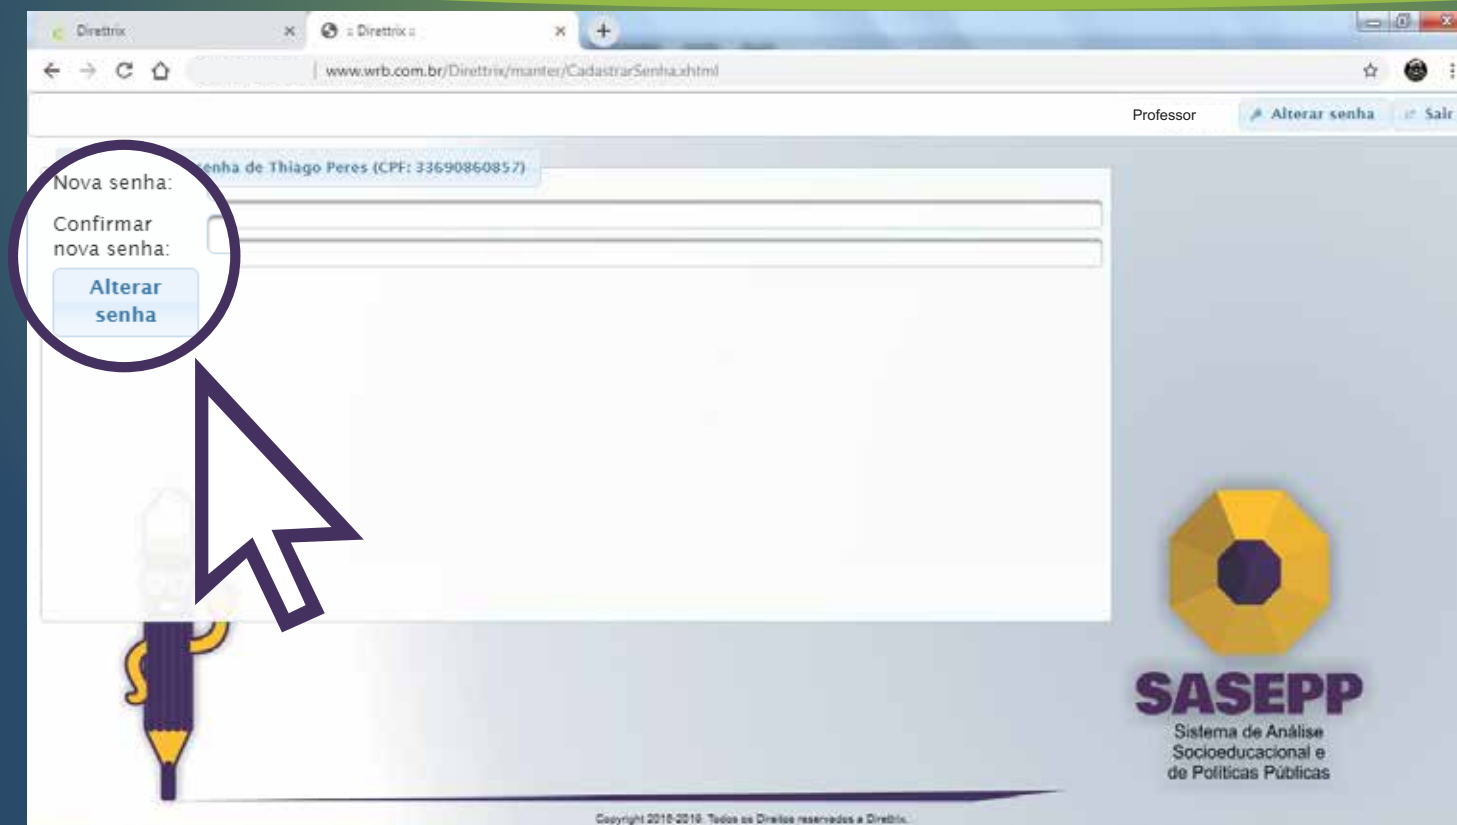 Direttrix
:: Direttrix ::
www.wrb.com.br/Direttrix/manter/CadastrarSenha.xhtml
Professor
Alterar senha
Sair
senha de Thiago Peres (CPF: 33690860857)
Nova senha:
Confirmar
nova senha:
Alterar
senha
SASEPP
Sistema de Análise
Socioeducacional e
de Políticas Públicas
Copyright 2018-2019. Todos os Direitos reservados a Direttrix.